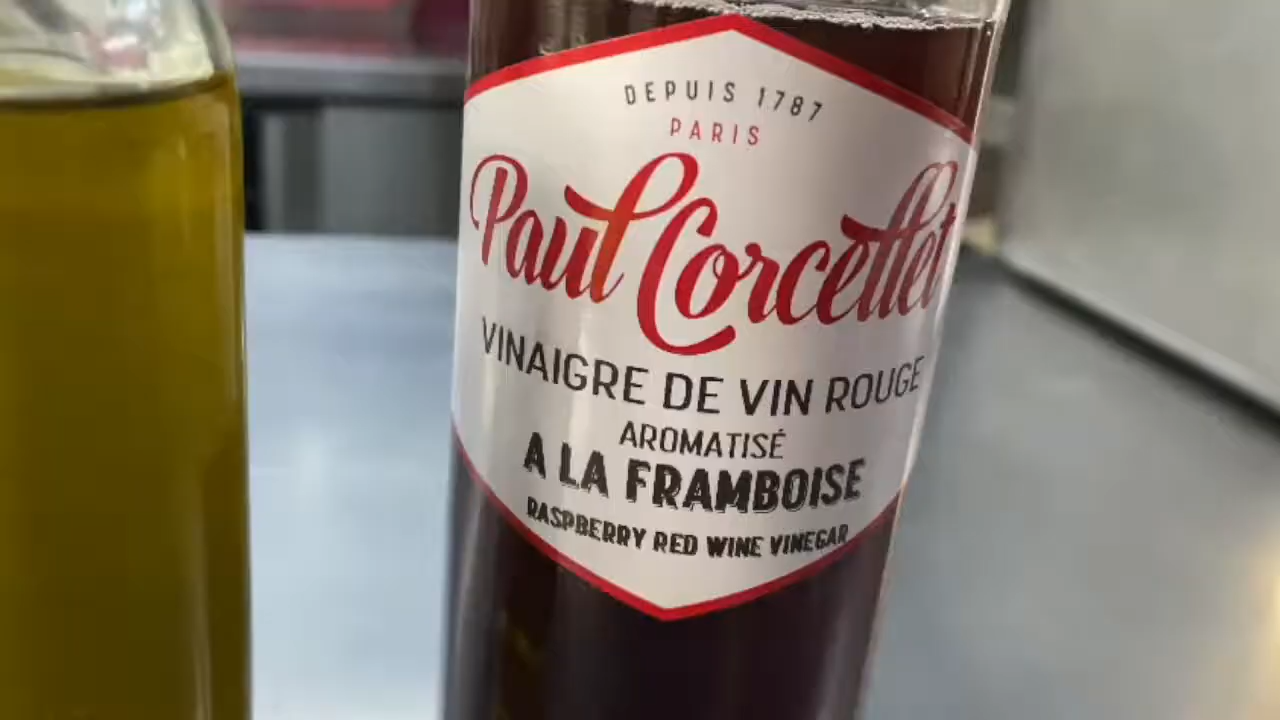 DEPUIS 1787
PARIS
Paul Corcellet
VINAIGRE DE VIN ROUGE
AROMATISÉ
A LA FRAMBOISE
RASPBERRY RED WINE VINEGAR